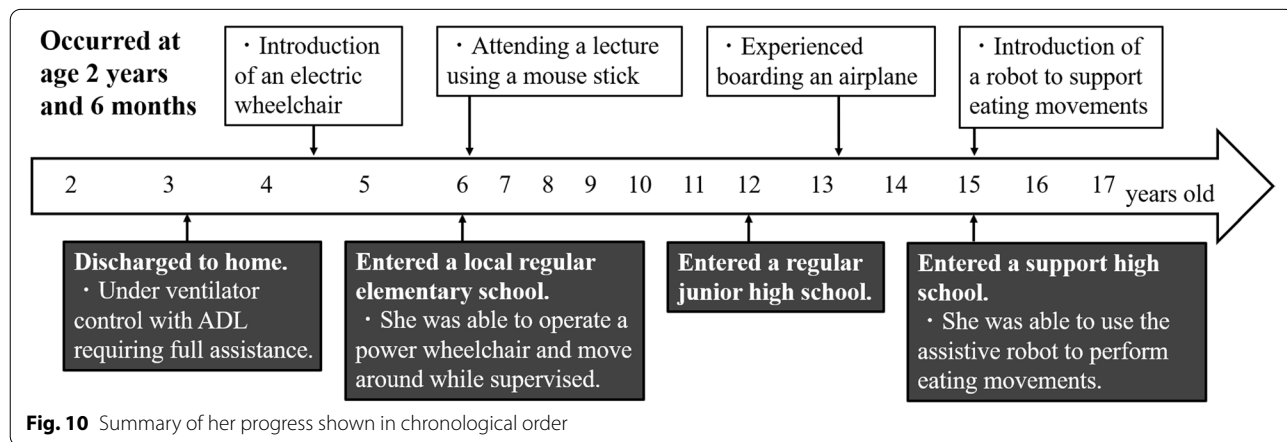 Occurred at
age 2 years
and 6 months
・Introduction
of an electric
wheelchair
・Attending a lecture
using a mouse stick
・Experienced
boarding an airplane
・Introduction of
a robot to support
eating movements
2 3 4 5 6 7 8 9 10 11 12 13 14 15 16 17 years old
Discharged to home.
・Under ventilator
control with ADL
requiring full assistance.
Entered a local regular
elementary school.
・She was able to operate a
power wheelchair and move
around while supervised.
Entered a regular
junior high school.
Entered a support high
school.
・She was able to use the
assistive robot to perform
eating movements.
Fig. 10 Summary of her progress shown in chronological order